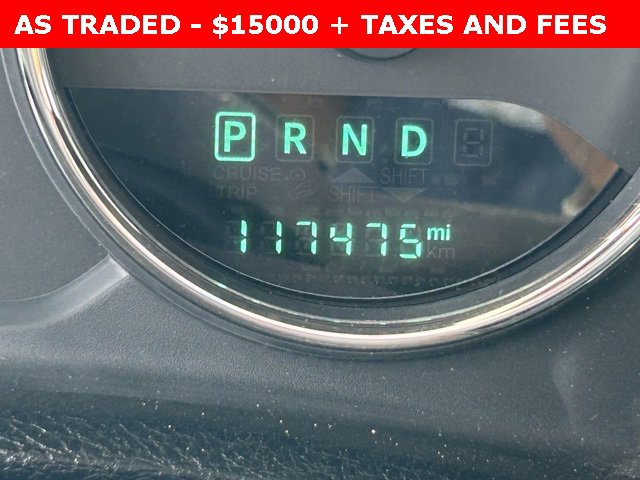 AS TRADED - $15000 + TAXES AND FEES
P R N D
CRUISE
TRIP SHIFT SHIFT
117475 mi
km